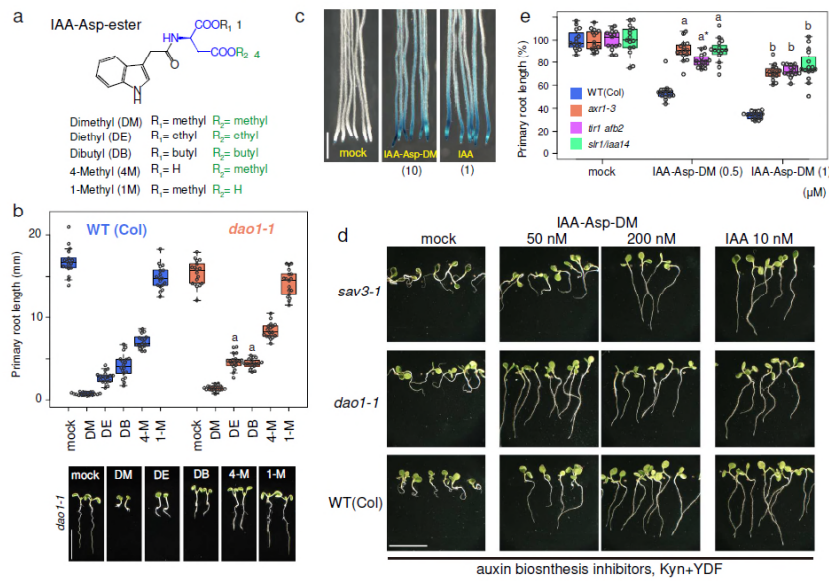 a
IAA-Asp-ester
COOR₁ 1
HN
COOR₂ 4
O
N
H
Dimethyl (DM) R₁= methyl R₂= methyl
Diethyl (DE) R₁= ethyl R₂= ethyl
Dibutyl (DB) R₁= butyl R₂= butyl
4-Methyl (4M) R₁= H R₂= methyl
1-Methyl (1M) R₁= methyl R₂= H
b
WT (Col) dao1-1
Primary root length (mm)
20
10
5
0
a a
mock DM DE DB 4-M 1-M mock DM DE DB 4-M 1-M
dao1-1
mock DM DE DB 4-M 1-M
c
mock IAA-Asp-DM IAA
(10) (1)
e
Primary root length (%)
100
80
60
40
20
0
a a* a
b b b
WT(Col)
axr1-3
tir1 afb2
slr1/iaa14
mock IAA-Asp-DM (0.5) IAA-Asp-DM (1)
(μM)
d
IAA-Asp-DM
mock 50 nM 200 nM IAA 10 nM
sav3-1
dao1-1
WT(Col)
auxin biosnthesis inhibitors, Kyn+YDF